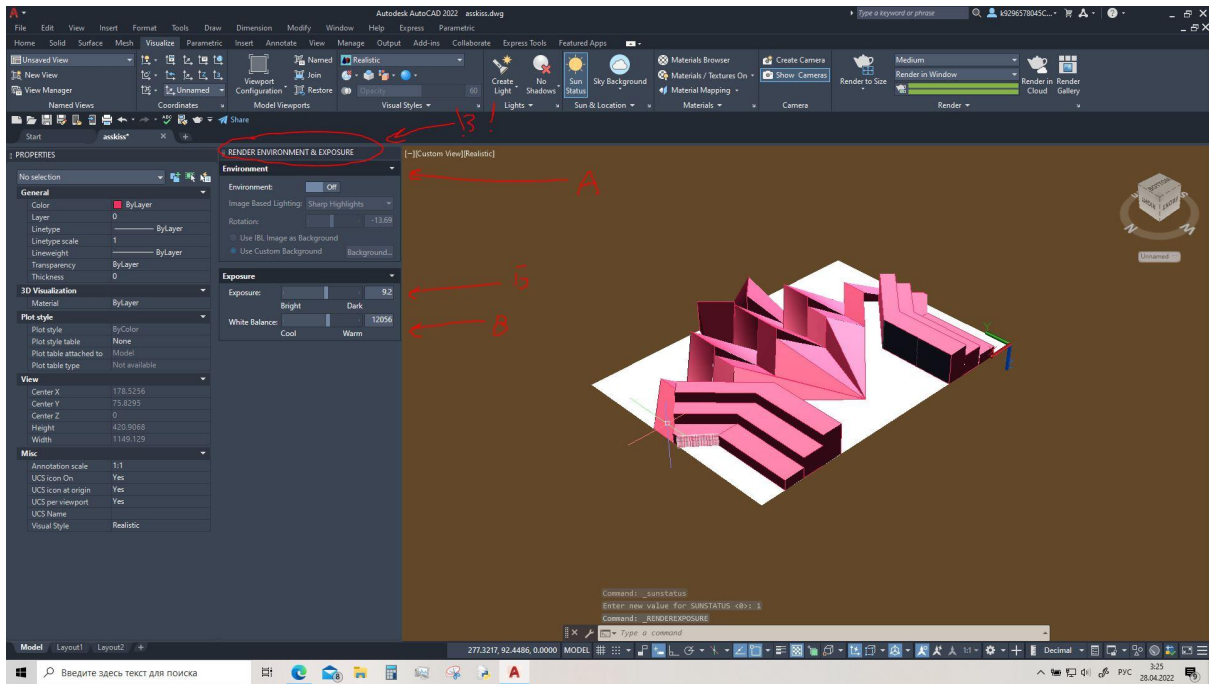 Autodesk AutoCAD 2022 asskiss.dwg
Type a keyword or phrase
k9296578045C...
File Edit View Insert Format Tools Draw Dimension Modify Window Help Express Parametric
Home Solid Surface Mesh Visualize Parametric Insert Annotate View Manage Output Add-ins Collaborate Express Tools Featured Apps
Unsaved View
New View
View Manager
Named Views
Unnamed
Coordinates
Viewport
Configuration
Named
Join
Restore
Model Viewports
Realistic
Opacity 60
Visual Styles
Create
Light
No
Shadows
Lights
Sun
Status
Sky Background
Sun & Location
Materials Browser
Materials / Textures On
Material Mapping
Materials
Create Camera
Show Cameras
Camera
Render to Size
Medium
Render in Window
Render
Render in
Cloud
Render
Gallery
Share
Start asskiss*
!3!
PROPERTIES
No selection
General
Color ByLayer
Layer 0
Linetype ByLayer
Linetype scale 1
Lineweight ByLayer
Transparency ByLayer
Thickness 0
3D Visualization
Material ByLayer
Plot style
Plot style ByColor
Plot style table None
Plot table attached to Model
Plot table type Not available
View
Center X 178.5256
Center Y 75.8295
Center Z 0
Height 420.9068
Width 1149.129
Misc
Annotation scale 1:1
UCS icon On Yes
UCS icon at origin Yes
UCS per viewport Yes
UCS Name
Visual Style Realistic
RENDER ENVIRONMENT & EXPOSURE
Environment
Environment: Off
Image Based Lighting: Sharp Highlights
Rotation: -13.69
Use IBL Image as Background
Use Custom Background Background...
Exposure
Exposure: 9.2
Bright Dark
White Balance: 12056
Cool Warm
А
Б
В
[−][Custom View][Realistic]
BOTTOM
N
Unnamed
Y
Command: _sunstatus
Enter new value for SUNSTATUS <0>: 1
Command: _RENDEREXPOSURE
Type a command
Model Layout1 Layout2 +
277.3217, 92.4486, 0.0000 MODEL
1:1
Decimal
Введите здесь текст для поиска
РУС
3:25
28.04.2022